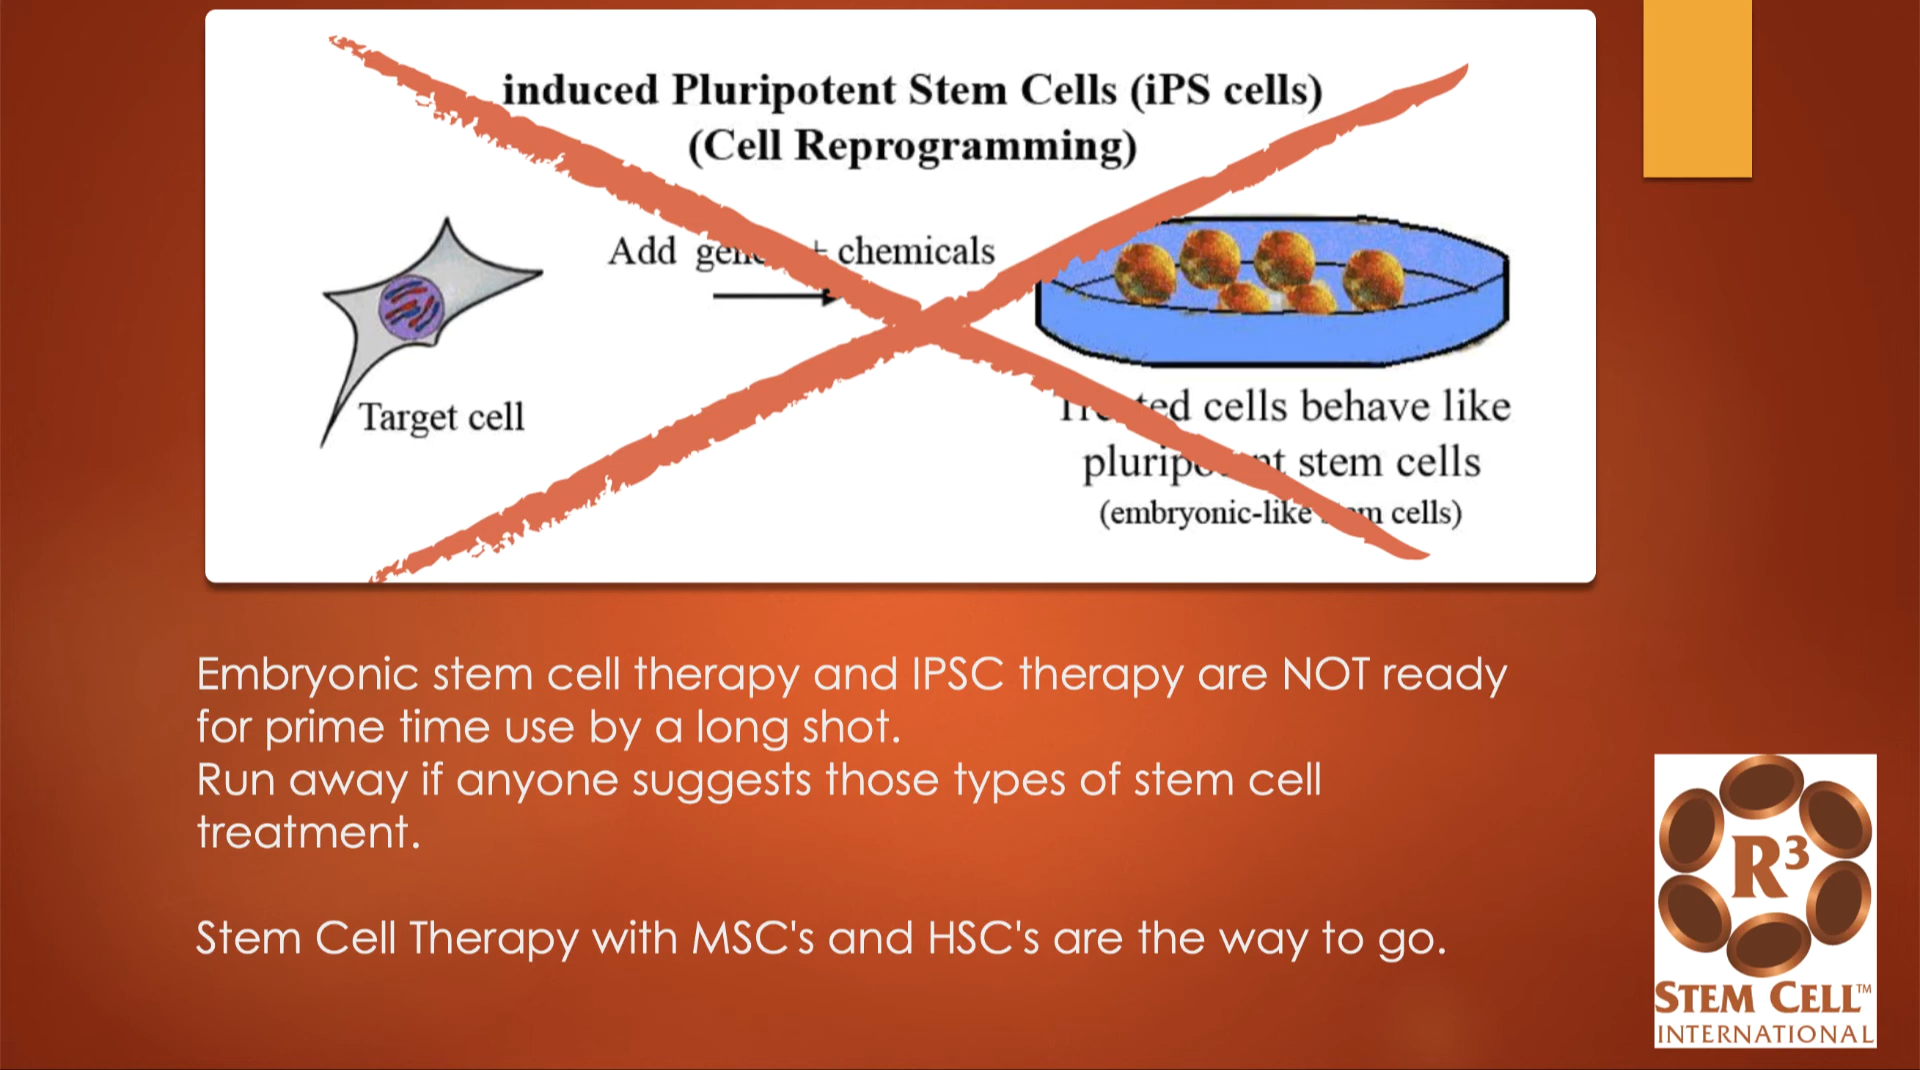 induced Pluripotent Stem Cells (iPS cells)
(Cell Reprogramming)
Add + chemicals
Target cell
cells behave like
stem cells
(embryonic-like cells)
Embryonic stem cell therapy and IPSC therapy are NOT ready
for prime time use by a long shot.
Run away if anyone suggests those types of stem cell
treatment.
Stem Cell Therapy with MSC's and HSC's are the way to go.
R³
STEM CELL™
INTERNATIONAL